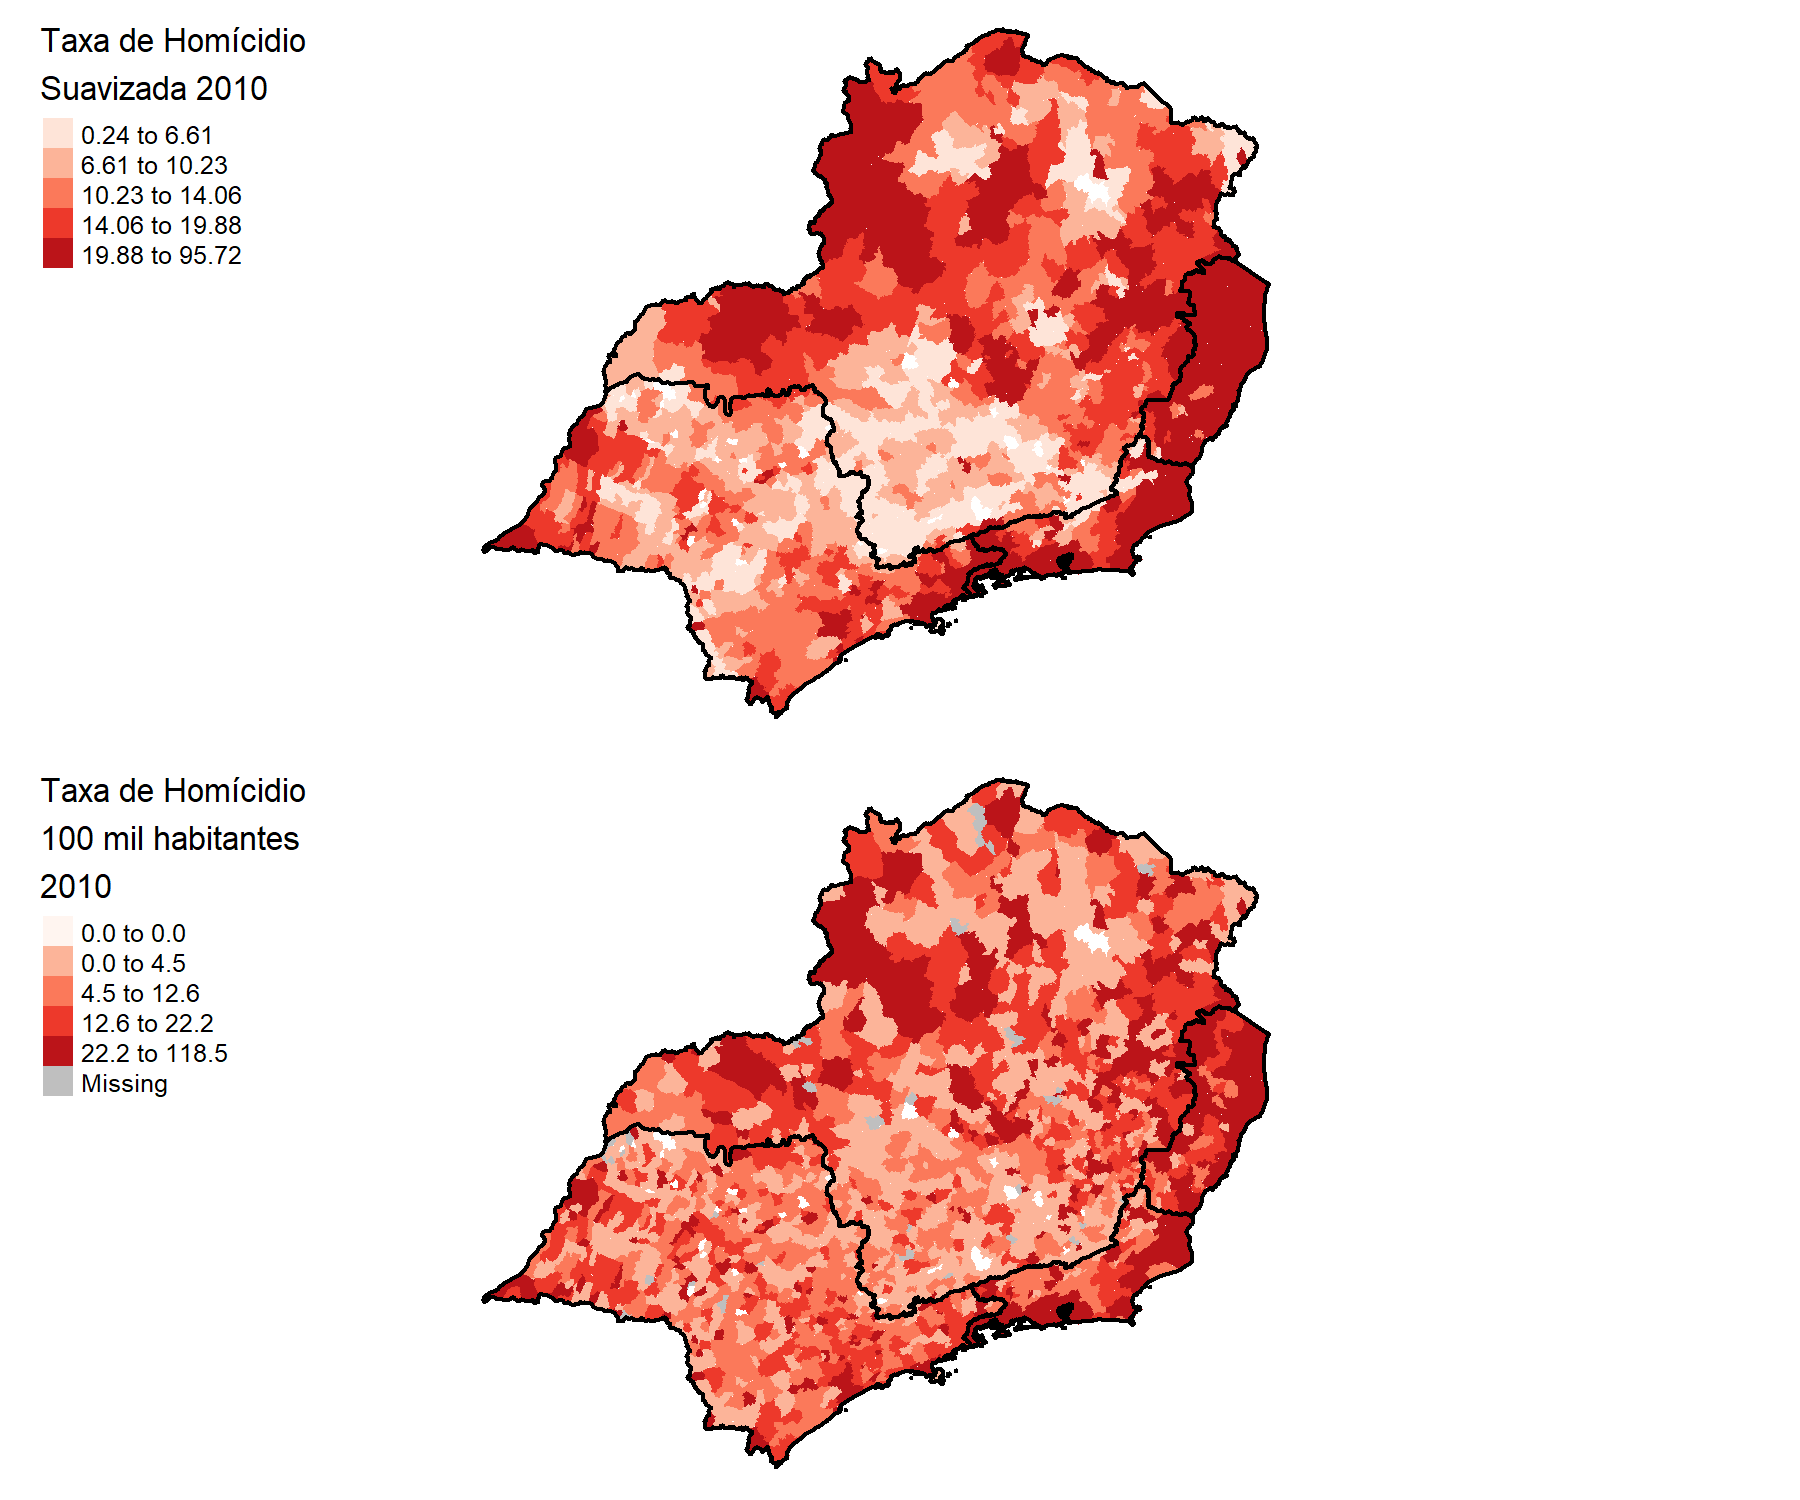 Taxa de Homícidio
Suavizada 2010
0.24 to 6.61
6.61 to 10.23
10.23 to 14.06
14.06 to 19.88
19.88 to 95.72
Taxa de Homícidio
100 mil habitantes
2010
0.0 to 0.0
0.0 to 4.5
4.5 to 12.6
12.6 to 22.2
22.2 to 118.5
Missing